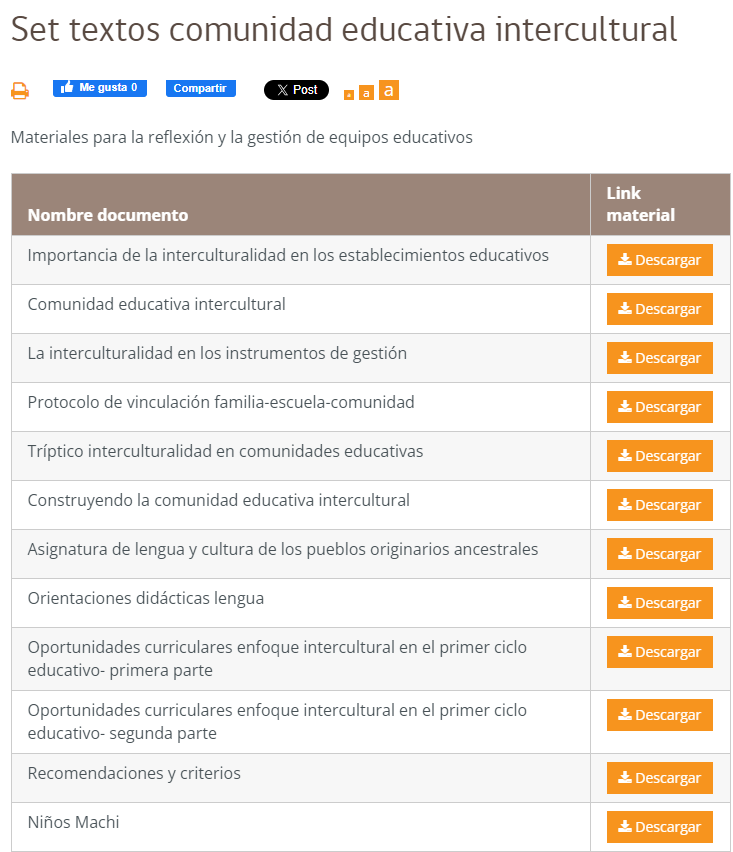 Set textos comunidad educativa intercultural
Me gusta 0 Compartir X Post a a a
Materiales para la reflexión y la gestión de equipos educativos
Nombre documento Link material
Importancia de la interculturalidad en los establecimientos educativos Descargar
Comunidad educativa intercultural Descargar
La interculturalidad en los instrumentos de gestión Descargar
Protocolo de vinculación familia-escuela-comunidad Descargar
Tríptico interculturalidad en comunidades educativas Descargar
Construyendo la comunidad educativa intercultural Descargar
Asignatura de lengua y cultura de los pueblos originarios ancestrales Descargar
Orientaciones didácticas lengua Descargar
Oportunidades curriculares enfoque intercultural en el primer ciclo
educativo- primera parte Descargar
Oportunidades curriculares enfoque intercultural en el primer ciclo
educativo- segunda parte Descargar
Recomendaciones y criterios Descargar
Niños Machi Descargar